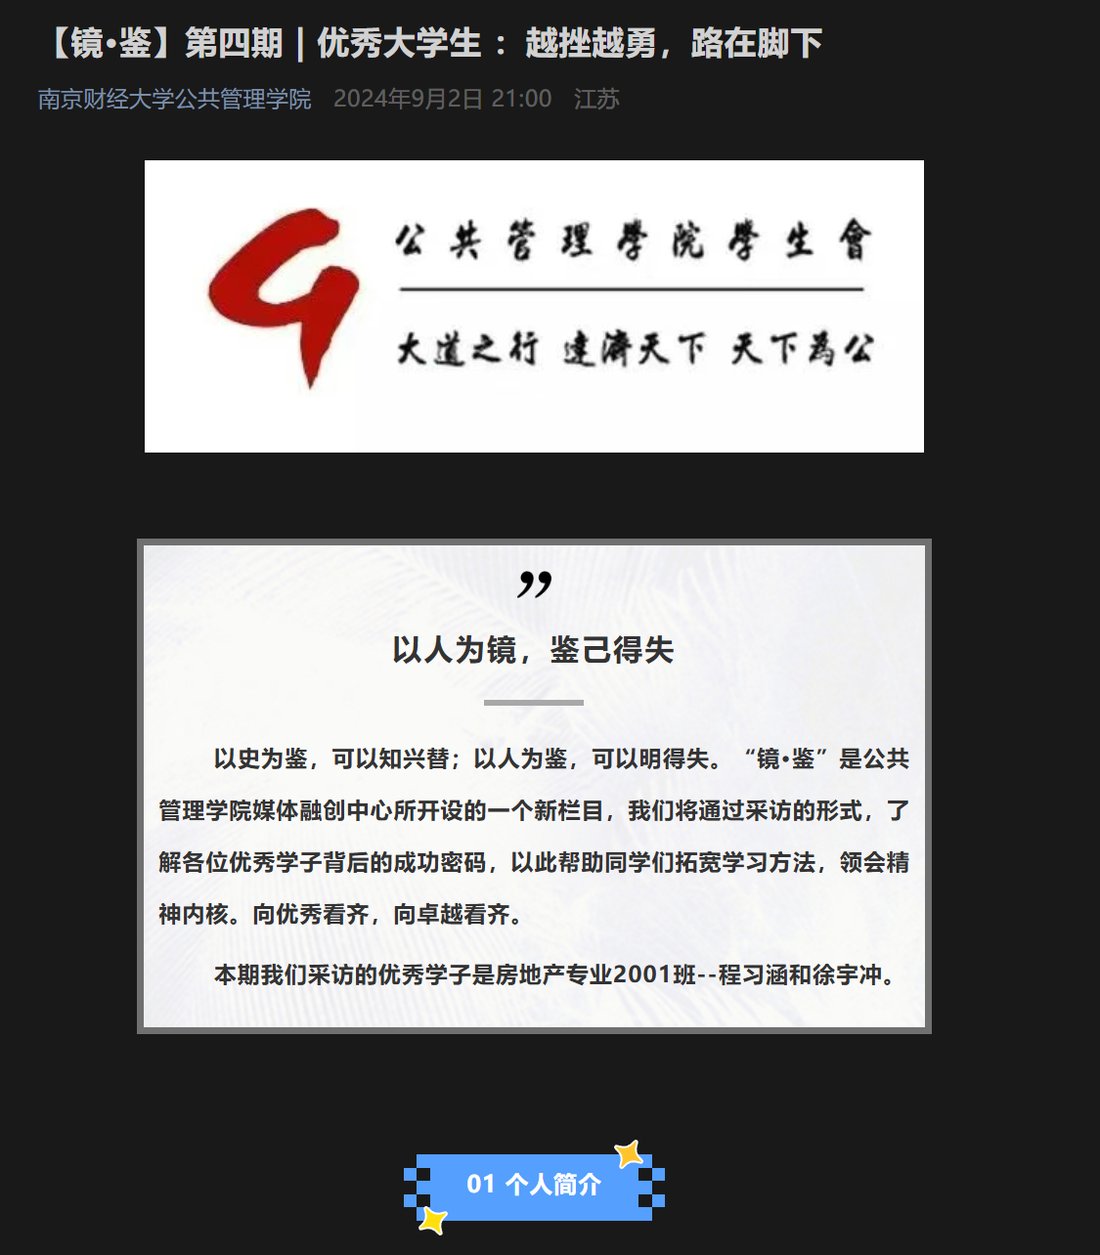 【镜•鉴】第四期 | 优秀大学生 ：越挫越勇，路在脚下
南京财经大学公共管理学院 2024年9月2日 21:00 江苏
公共管理學院學生會
大道之行 達濟天下 天下為公
”
以人为镜，鉴己得失
以史为鉴，可以知兴替；以人为鉴，可以明得失。“镜•鉴”是公共
管理学院媒体融创中心所开设的一个新栏目，我们将通过采访的形式，了
解各位优秀学子背后的成功密码，以此帮助同学们拓宽学习方法，领会精
神内核。向优秀看齐，向卓越看齐。
本期我们采访的优秀学子是房地产专业2001班--程习涵和徐宇冲。
01 个人简介